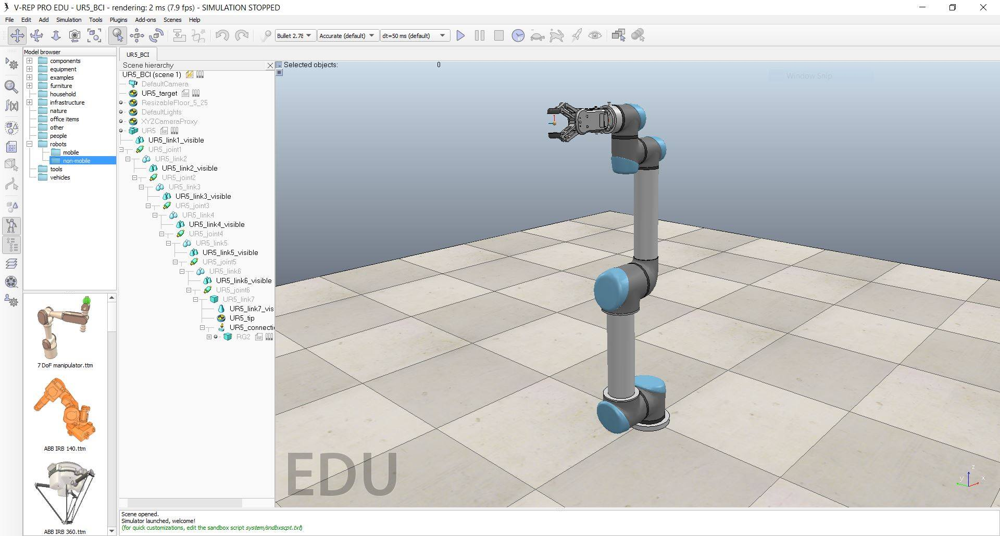 V-REP PRO EDU - UR5_BCI - rendering: 2 ms (7.9 fps) - SIMULATION STOPPED
File Edit Add Simulation Tools Plugins Add-ons Scenes Help
Bullet 2.78 Accurate (default) dt=50 ms (default)
Model browser
components
equipment
examples
furniture
household
infrastructure
nature
office items
other
people
robots
mobile
non-mobile
tools
vehicles
7 DoF manipulator.ttm
ABB IRB 140.ttm
ABB IRB 360.ttm
UR5_BCI
Scene hierarchy
UR5_BCI (scene 1)
DefaultCamera
UR5_target
ResizableFloor_5_25
DefaultLights
XYZCameraProxy
UR5
UR5_link1_visible
UR5_joint1
UR5_link2
UR5_link2_visible
UR5_joint2
UR5_link3
UR5_link3_visible
UR5_joint3
UR5_link4
UR5_link4_visible
UR5_joint4
UR5_link5
UR5_link5_visible
UR5_joint5
UR5_link6
UR5_link6_visible
UR5_joint6
UR5_link7
UR5_link7_vis
UR5_tip
UR5_connecti
RG2
Selected objects: 0
Window Snip
EDU
z
y x
Scene opened.
Simulator launched, welcome!
(for quick customizations, edit the sandbox script system/sndbxscpt.txt)